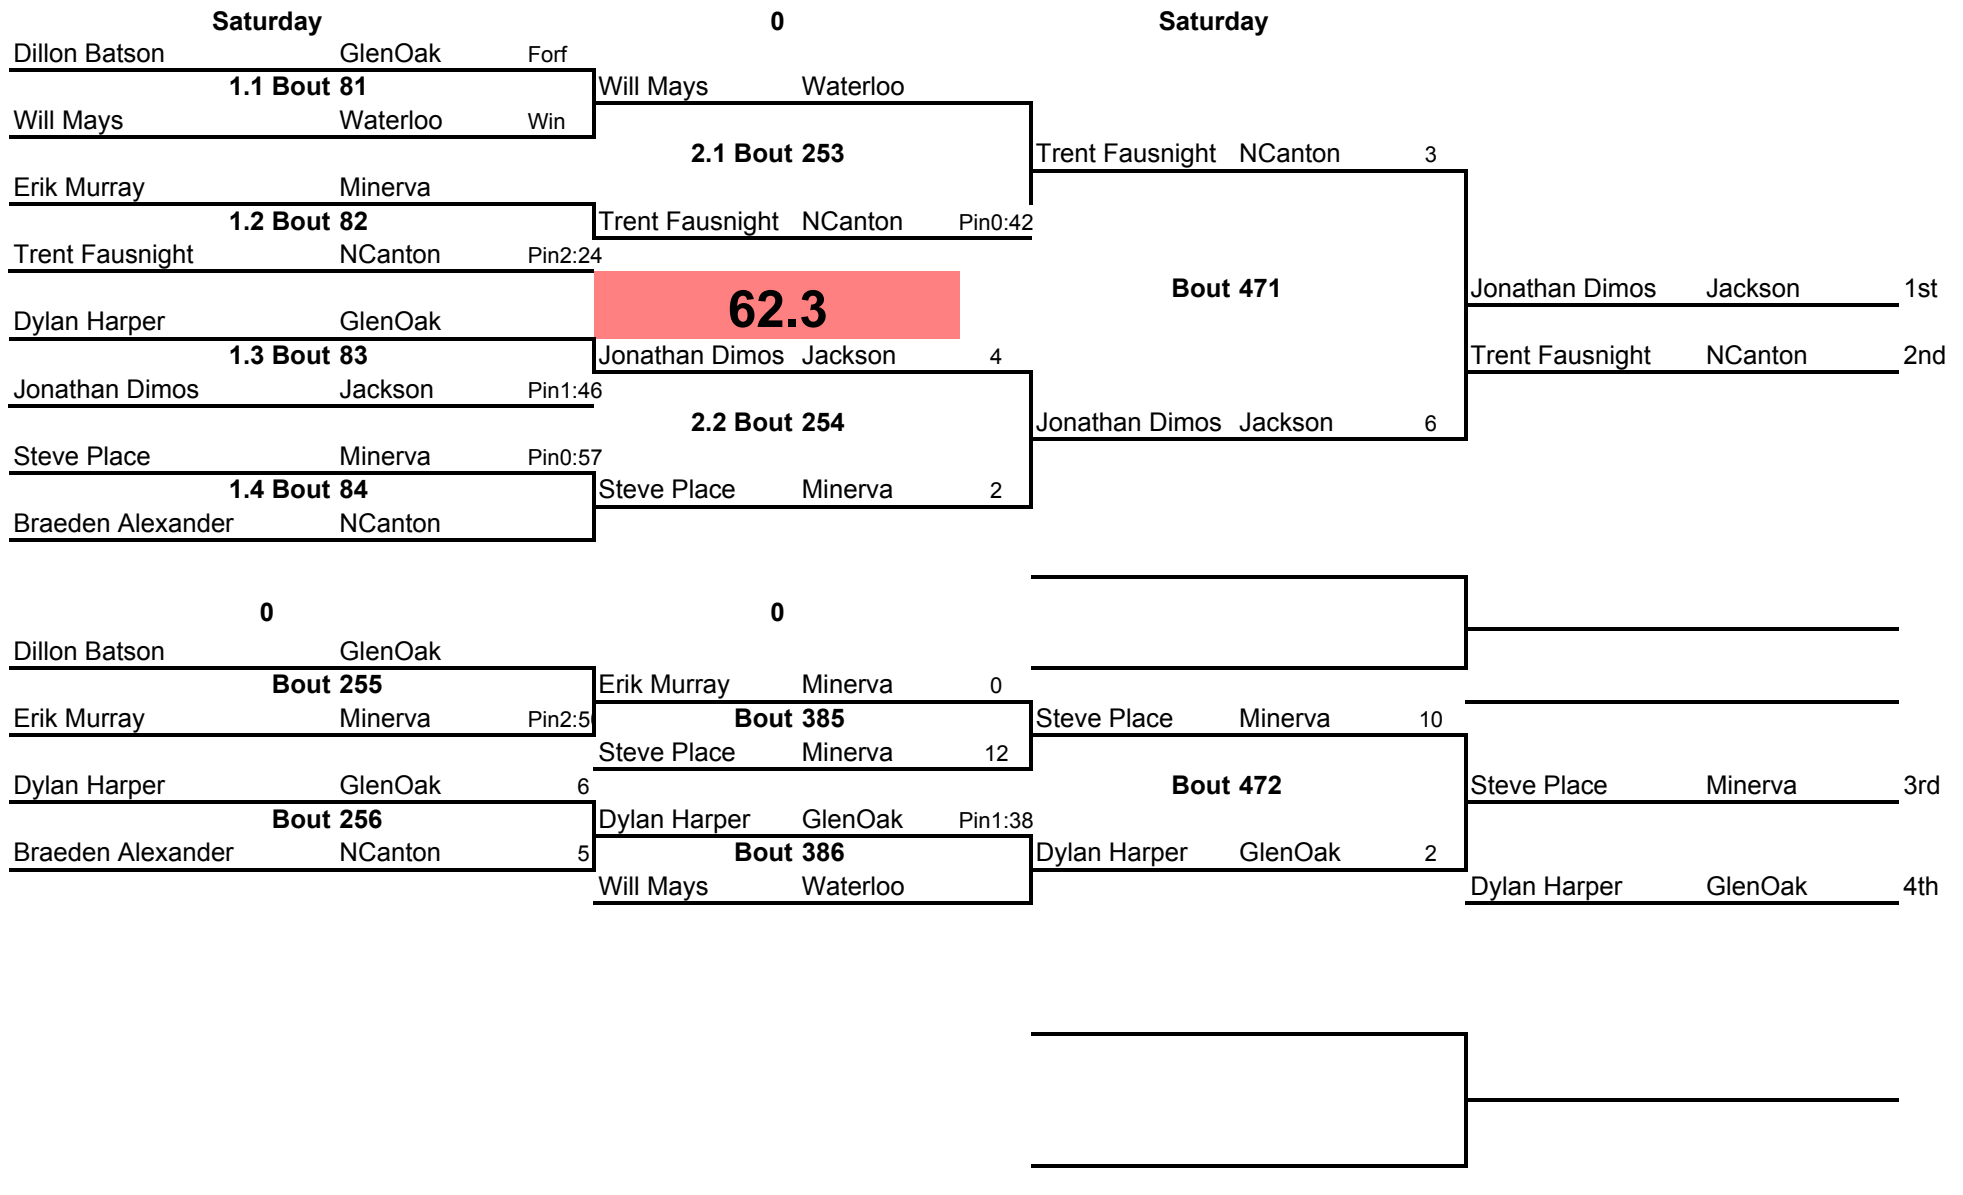 Saturday 0 Saturday
Dillon Batson GlenOak Forf
1.1 Bout 81 Will Mays Waterloo
Will Mays Waterloo Win
2.1 Bout 253 Trent Fausnight NCanton 3
Erik Murray Minerva
1.2 Bout 82 Trent Fausnight NCanton Pin0:42
Trent Fausnight NCanton Pin2:24
Bout 471 Jonathan Dimos Jackson 1st
62.3
Dylan Harper GlenOak
1.3 Bout 83 Jonathan Dimos Jackson 4 Trent Fausnight NCanton 2nd
Jonathan Dimos Jackson Pin1:46
2.2 Bout 254 Jonathan Dimos Jackson 6
Steve Place Minerva Pin0:57
1.4 Bout 84 Steve Place Minerva 2
Braeden Alexander NCanton
0 0
Dillon Batson GlenOak
Bout 255 Erik Murray Minerva 0
Erik Murray Minerva Bout 385 Steve Place Minerva 10
Steve Place Minerva 12
Dylan Harper GlenOak 6 Bout 472 Steve Place Minerva 3rd
Bout 256 Dylan Harper GlenOak Pin1:38
Braeden Alexander NCanton 5 Bout 386 Dylan Harper GlenOak 2
Will Mays Waterloo Dylan Harper GlenOak 4th